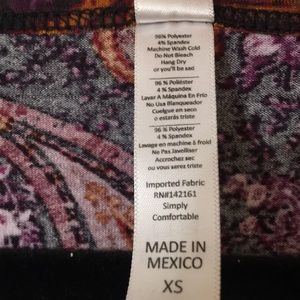 96% Polyester
4% Spandex
Machine Wash Cold
Do Not Bleach
Hang Dry
or you'll be sad
96% Poliéster
4 % Spandex
Lavar A Máquina En Frío
No Usa Blanqueador
Cuelgue en seco
o estarás triste
96 % Polyester
4 % Spandex
Lavage en machine à froid
Ne Pas Javelliser
Accrochez sec
ou vous serez triste
Imported Fabric
RN#142161
Simply
Comfortable
MADE IN
MEXICO
XS